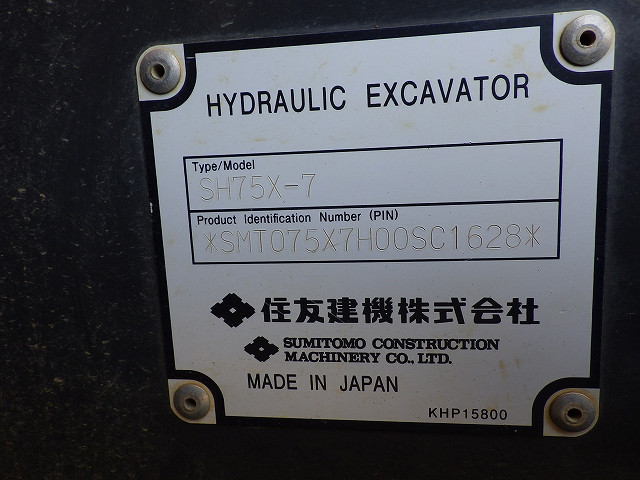 HYDRAULIC EXCAVATOR
Type/Model
SH75X-7
Product Identification Number (PIN)
*SMT075X7H00SC1628*
住友建機株式会社
SUMITOMO CONSTRUCTION
MACHINERY CO., LTD.
MADE IN JAPAN
KHP15800